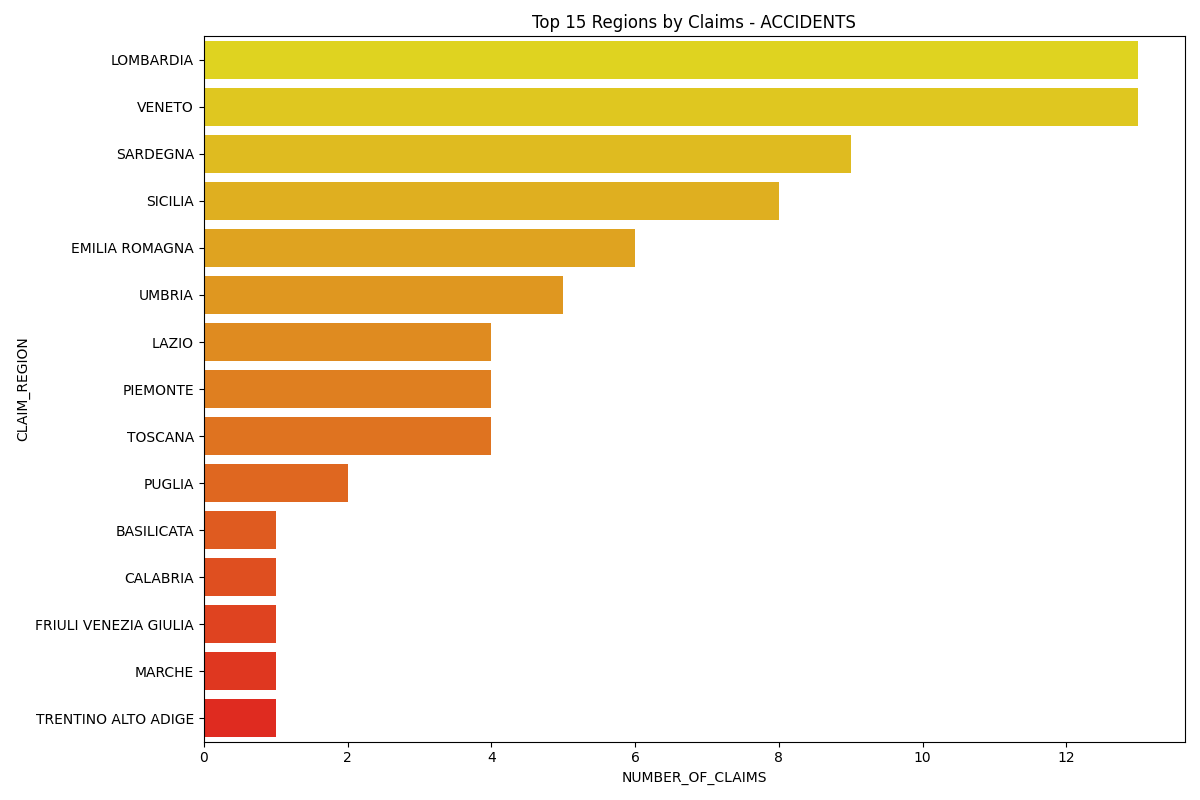 Top 15 Regions by Claims - ACCIDENTS
CLAIM_REGION
LOMBARDIA
VENETO
SARDEGNA
SICILIA
EMILIA ROMAGNA
UMBRIA
LAZIO
PIEMONTE
TOSCANA
PUGLIA
BASILICATA
CALABRIA
FRIULI VENEZIA GIULIA
MARCHE
TRENTINO ALTO ADIGE
0 2 4 6 8 10 12
NUMBER_OF_CLAIMS